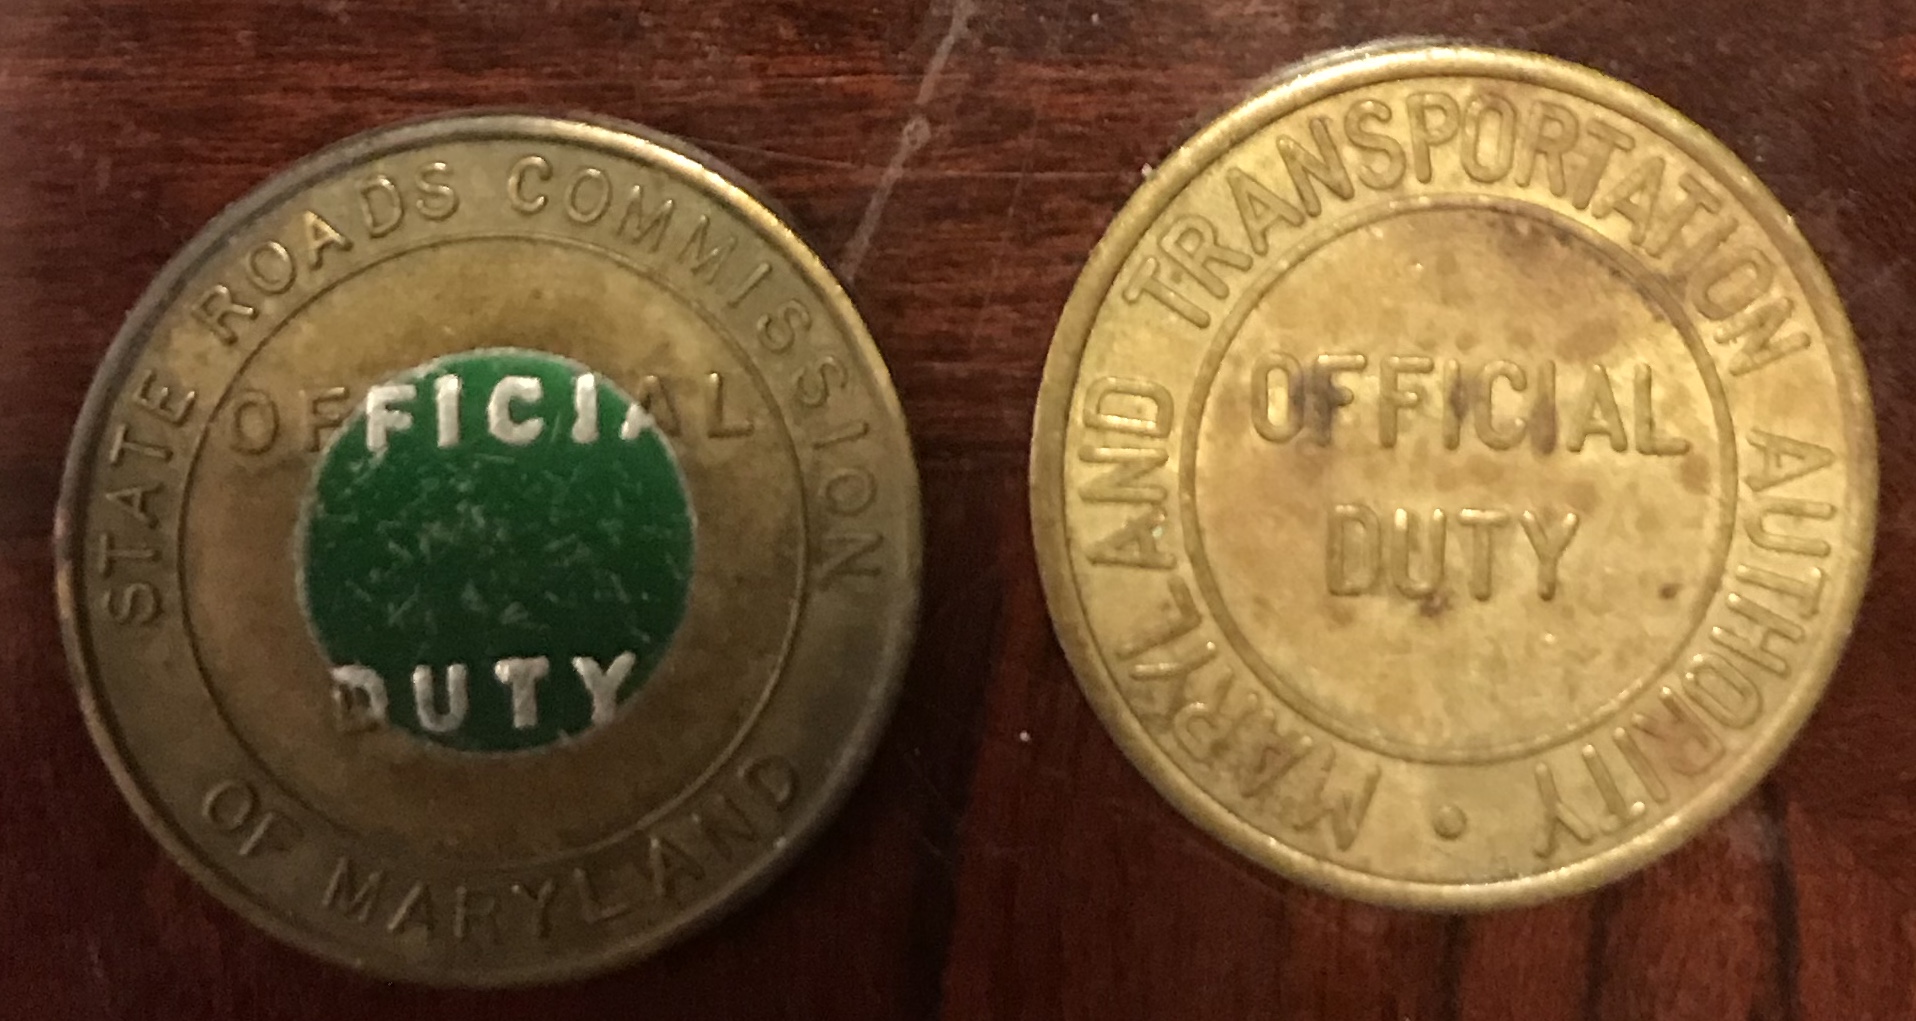 STATE ROADS COMMISSION
OFFICIAL
DUTY
OF MARYLAND
MARYLAND TRANSPORTATION AUTHORITY •
OFFICIAL
DUTY